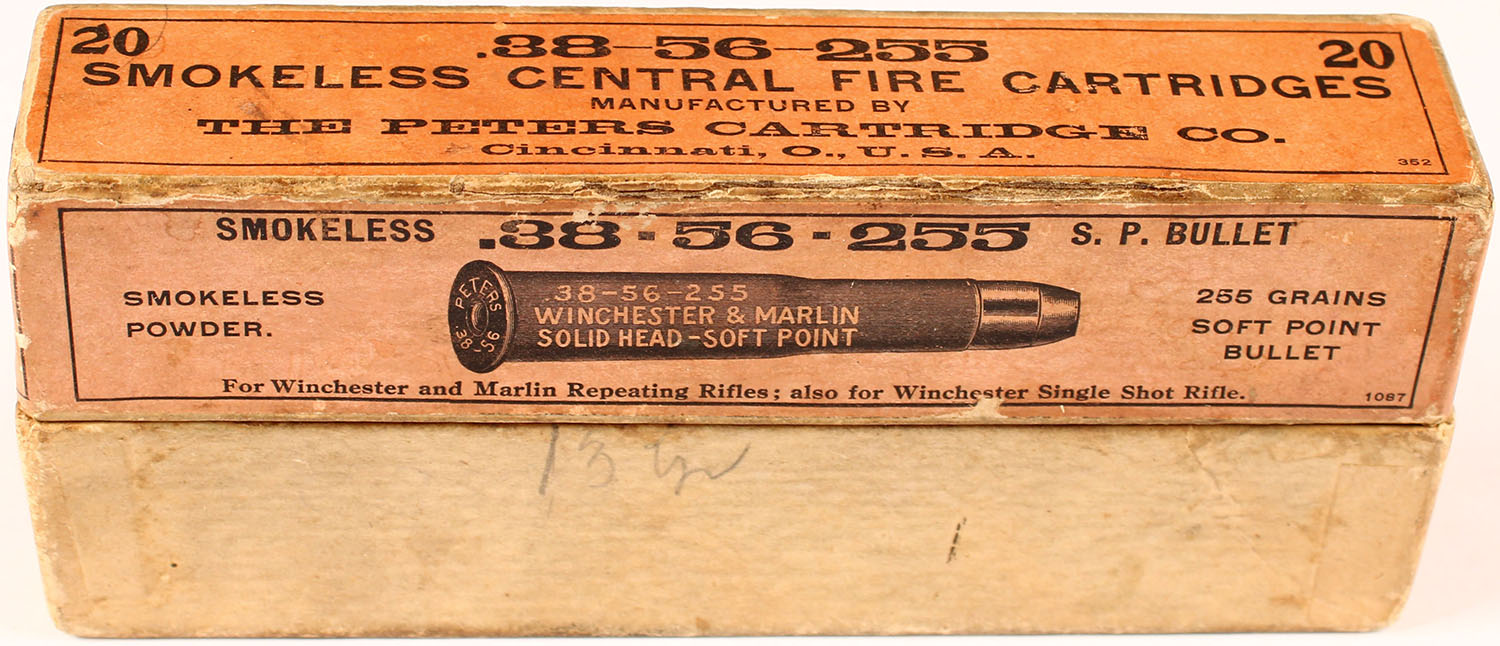 20 .38-56-255 20
SMOKELESS CENTRAL FIRE CARTRIDGES
MANUFACTURED BY
THE PETERS CARTRIDGE CO.
Cincinnati, O., U. S. A.
352
SMOKELESS .38-56-255 S. P. BULLET
SMOKELESS
POWDER.
PETERS
.38-56
.38-56-255
WINCHESTER & MARLIN
SOLID HEAD-SOFT POINT
255 GRAINS
SOFT POINT
BULLET
For Winchester and Marlin Repeating Rifles; also for Winchester Single Shot Rifle.
1087
13